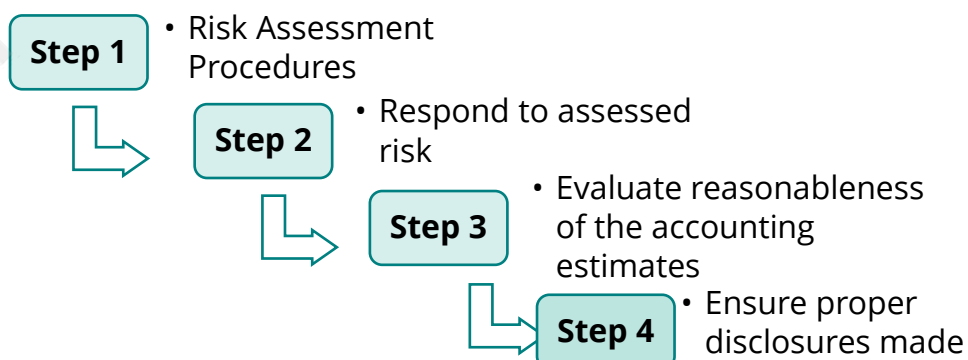 Step 1
• Risk Assessment
Procedures
Step 2
• Respond to assessed
risk
Step 3
• Evaluate reasonableness
of the accounting
estimates
Step 4
• Ensure proper
disclosures made